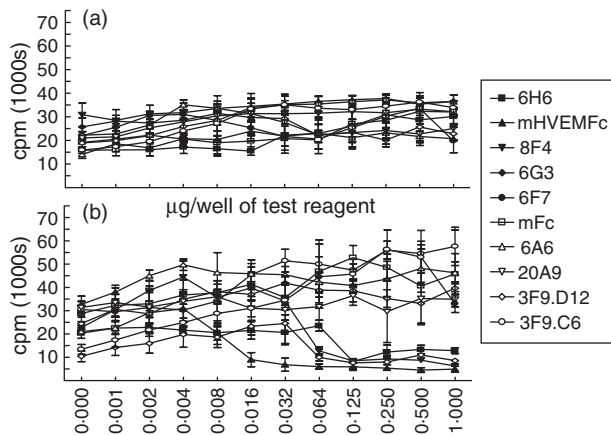 (a)
70
60
50
40
30
20
10
cpm (1000s)
µg/well of test reagent
(b)
70
60
50
40
30
20
10
cpm (1000s)
0·000
0·001
0·002
0·004
0·008
0·016
0·032
0·064
0·125
0·250
0·500
1·000
6H6
mHVEMFc
8F4
6G3
6F7
mFc
6A6
20A9
3F9.D12
3F9.C6